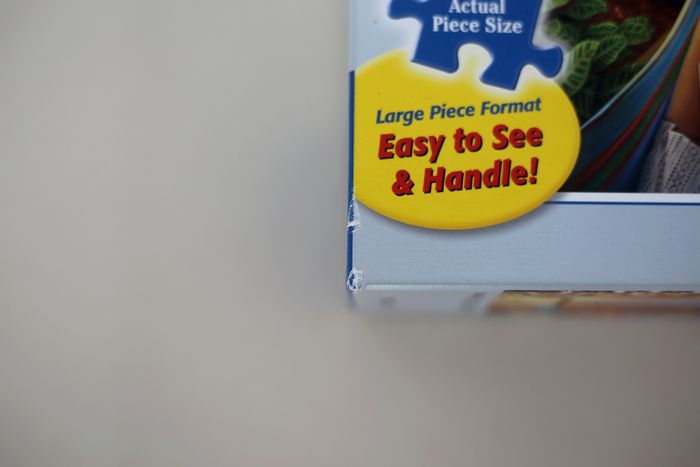 Actual
Piece Size
Large Piece Format
Easy to See
& Handle!